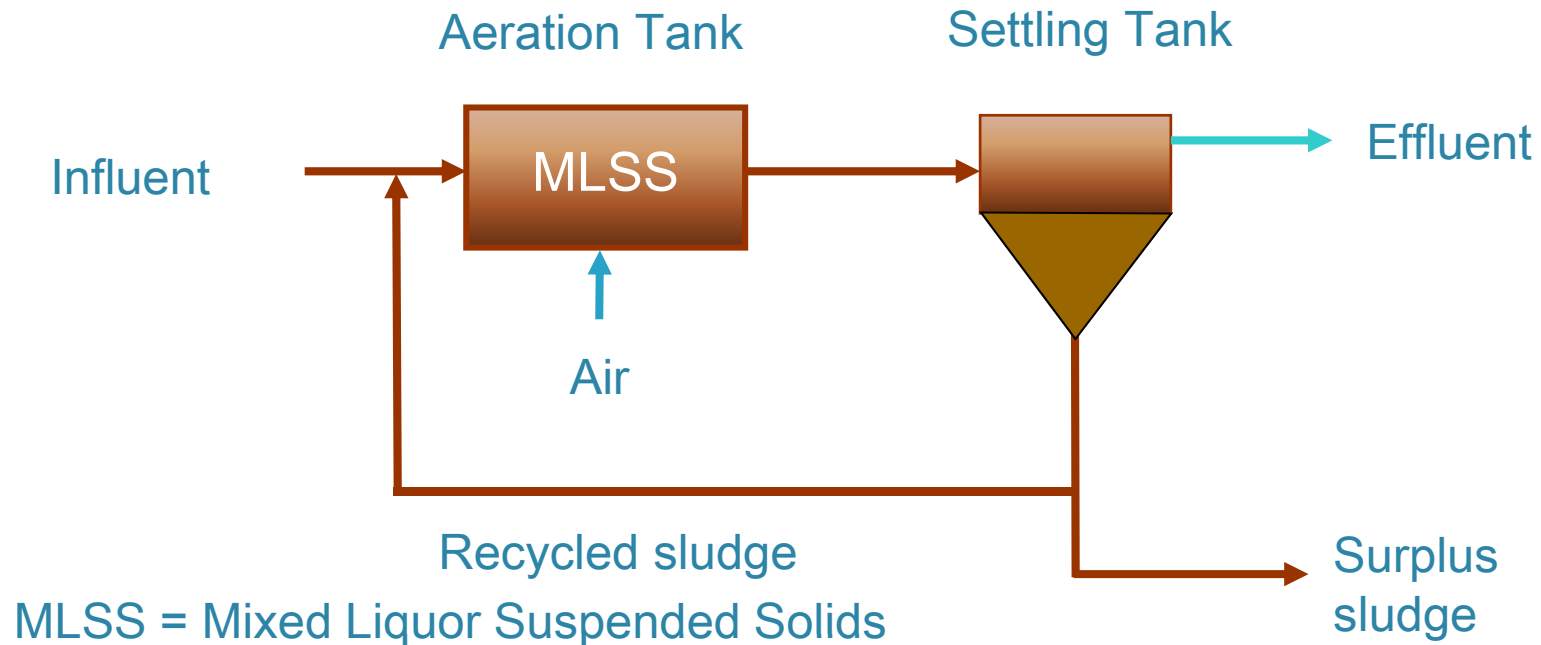 Aeration Tank
Settling Tank
Influent
MLSS
Effluent
Air
Recycled sludge
Surplus
sludge
MLSS = Mixed Liquor Suspended Solids